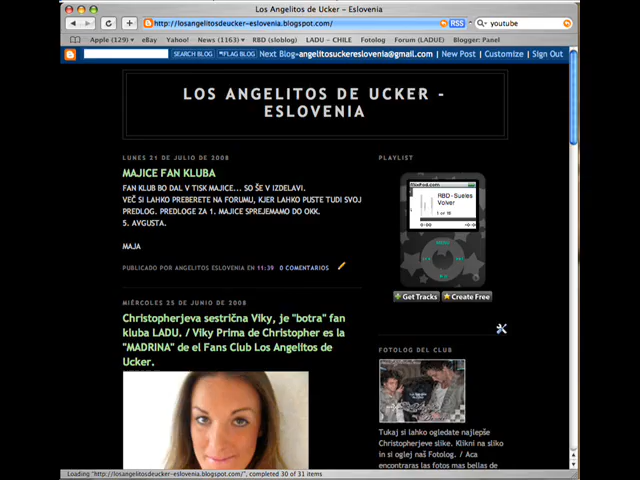 Los Angelitos de Ucker - Eslovenia
http://losangelitosdeucker-eslovenia.blogspot.com/
RSS
youtube
Apple (129)
eBay
Yahoo!
News (1163)
RBD (sloblog)
LADU - CHILE
Fotolog
Forum (LADUE)
Blogger: Panel
SEARCH BLOG
FLAG BLOG
Next Blog»
angelitosuckereslovenia@gmail.com | New Post | Customize | Sign Out
LOS ANGELITOS DE UCKER -
ESLOVENIA
LUNES 21 DE JULIO DE 2008
MAJICE FAN KLUBA
FAN KLUB BO DAL V TISK MAJICE... SO ŠE V IZDELAVI.
VEČ SI LAHKO PREBERETE NA FORUMU, KJER LAHKO PUSTE TUDI SVOJ
PREDLOG. PREDLOGE ZA 1. MAJICE SPREJEMAMO DO OKK.
5. AVGUSTA.
MAJA
PUBLICADO POR ANGELITOS ESLOVENIA EN 11:39 0 COMENTARIOS
MIÉRCOLES 25 DE JUNIO DE 2008
Christopherjeva sestrična Viky, je "botra" fan
kluba LADU. / Viky Prima de Christopher es la
"MADRINA" de el Fans Club Los Angelitos de
Ucker.
PLAYLIST
MixPod.com
RBD-Sueles
Volver
1 of 18
MENU
Get Tracks
Create Free
FOTOLOG DEL CLUB
Tukaj si lahko ogledate najlepše
Christopherjeve slike. Klikni na sliko
in si oglej naš Fotolog. / Aca
encontraras las fotos mas bellas de
Loading "http://losangelitosdeucker-eslovenia.blogspot.com/", completed 30 of 31 items